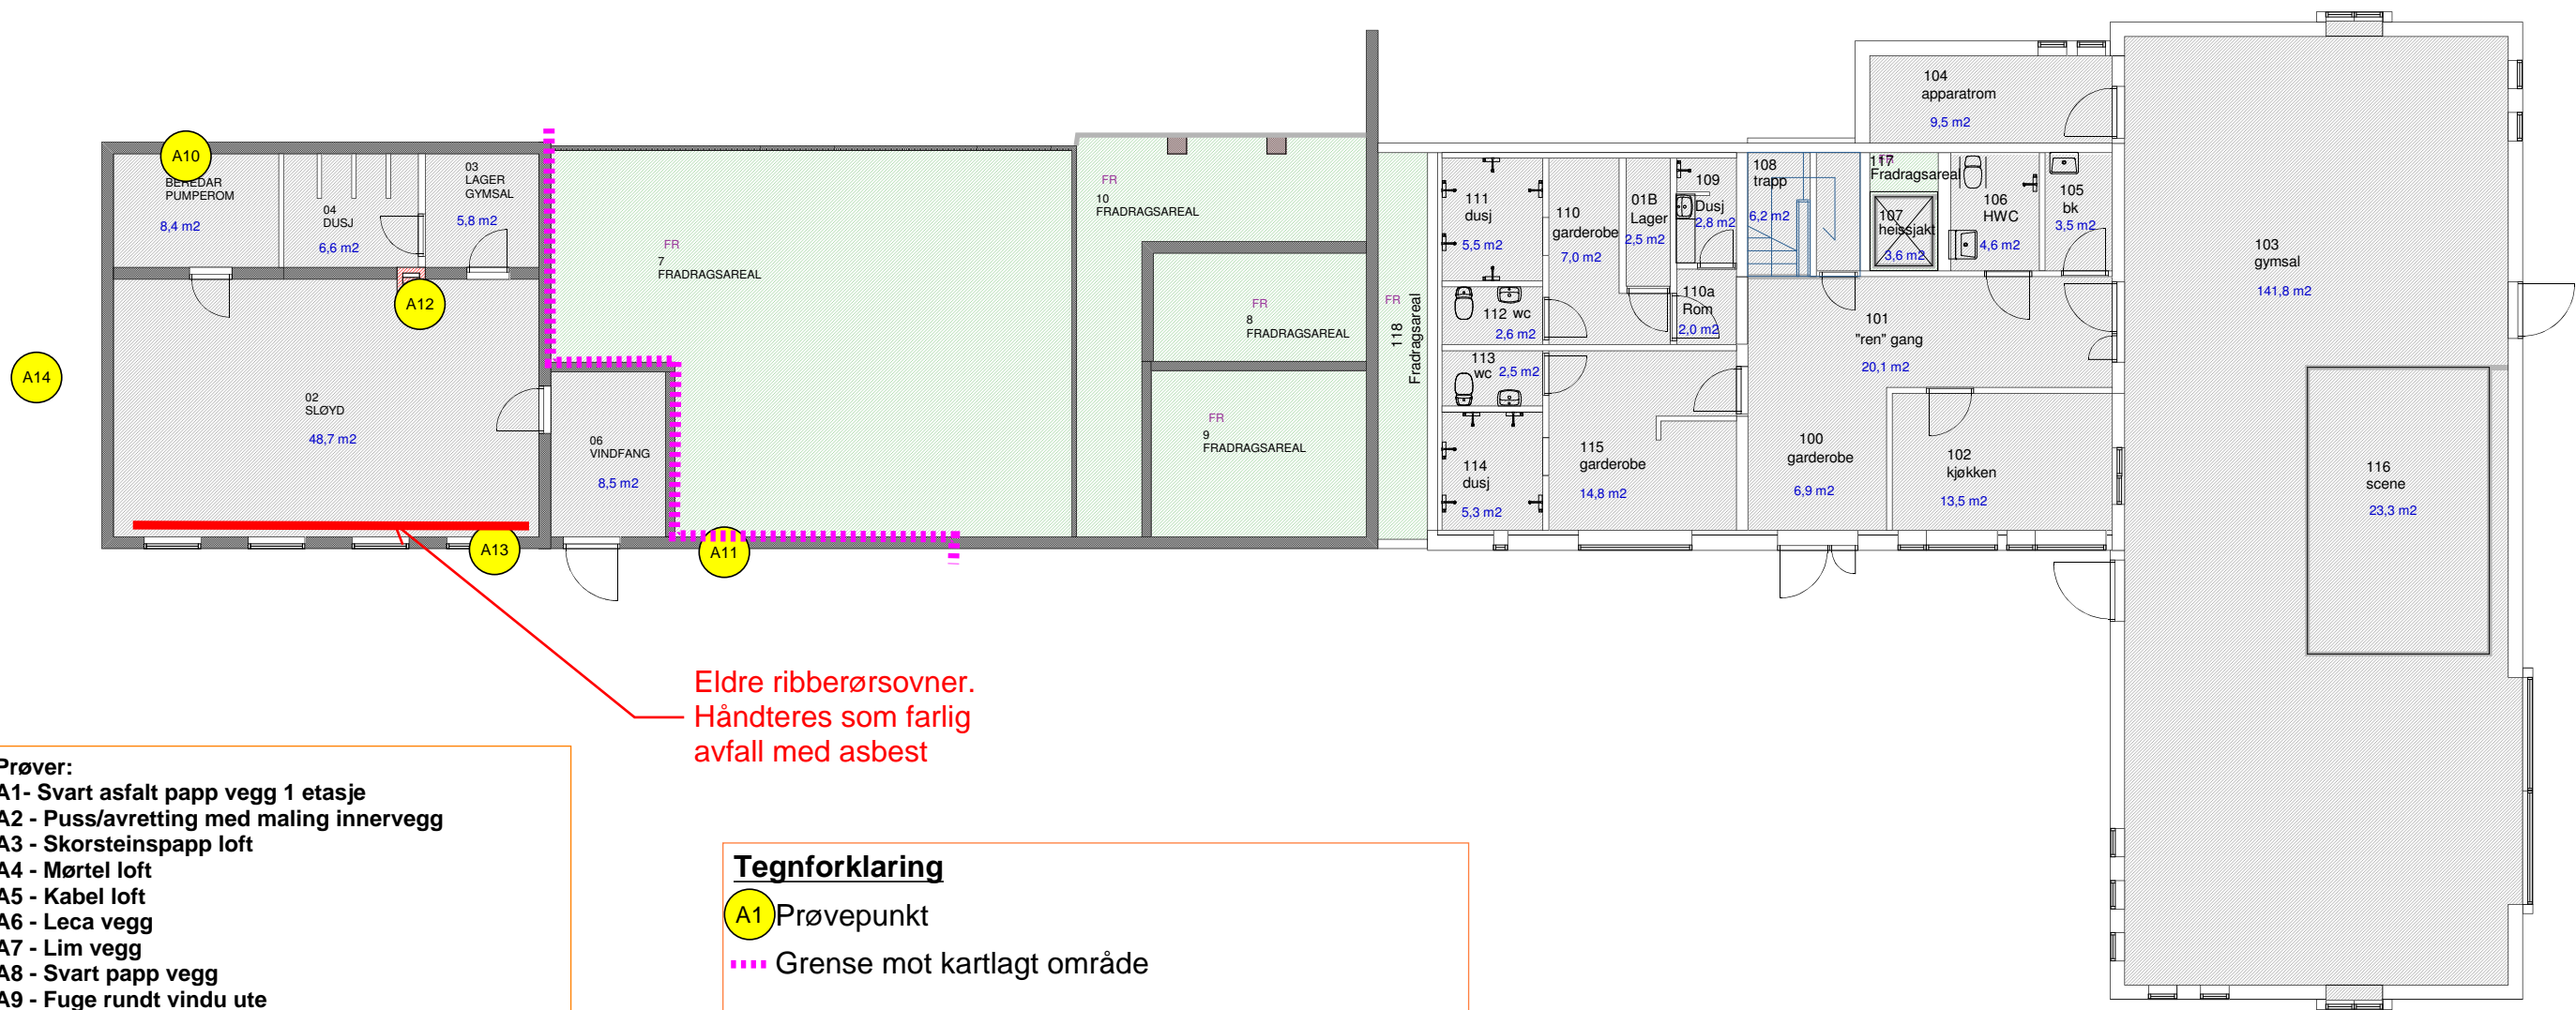 A10
BEREDAR
PUMPEROM
8,4 m2
04
DUSJ
6,6 m2
03
LAGER
GYMSAL
5,8 m2
A12
A14
02
SLØYD
48,7 m2
A13
06
VINDFANG
8,5 m2
A11
FR
7
FRADRAGSAREAL
FR
10
FRADRAGSAREAL
FR
8
FRADRAGSAREAL
FR
9
FRADRAGSAREAL
FR
118
Fradragsareal
111
dusj
5,5 m2
110
garderobe
7,0 m2
01B
Lager
2,5 m2
109
Dusj
2,8 m2
110a
Rom
2,0 m2
112 wc
2,6 m2
113
wc 2,5 m2
114
dusj
5,3 m2
115
garderobe
14,8 m2
108
trapp
6,2 m2
FR
117
Fradragsareal
107
heissjakt
3,6 m2
106
HWC
4,6 m2
105
bk
3,5 m2
104
apparatrom
9,5 m2
101
"ren" gang
20,1 m2
100
garderobe
6,9 m2
102
kjøkken
13,5 m2
103
gymsal
141,8 m2
116
scene
23,3 m2
Eldre ribberørsovner.
Håndteres som farlig
avfall med asbest
Prøver:
A1- Svart asfalt papp vegg 1 etasje
A2 - Puss/avretting med maling innervegg
A3 - Skorsteinspapp loft
A4 - Mørtel loft
A5 - Kabel loft
A6 - Leca vegg
A7 - Lim vegg
A8 - Svart papp vegg
A9 - Fuge rundt vindu ute
Tegnforklaring
A1 Prøvepunkt
Grense mot kartlagt område